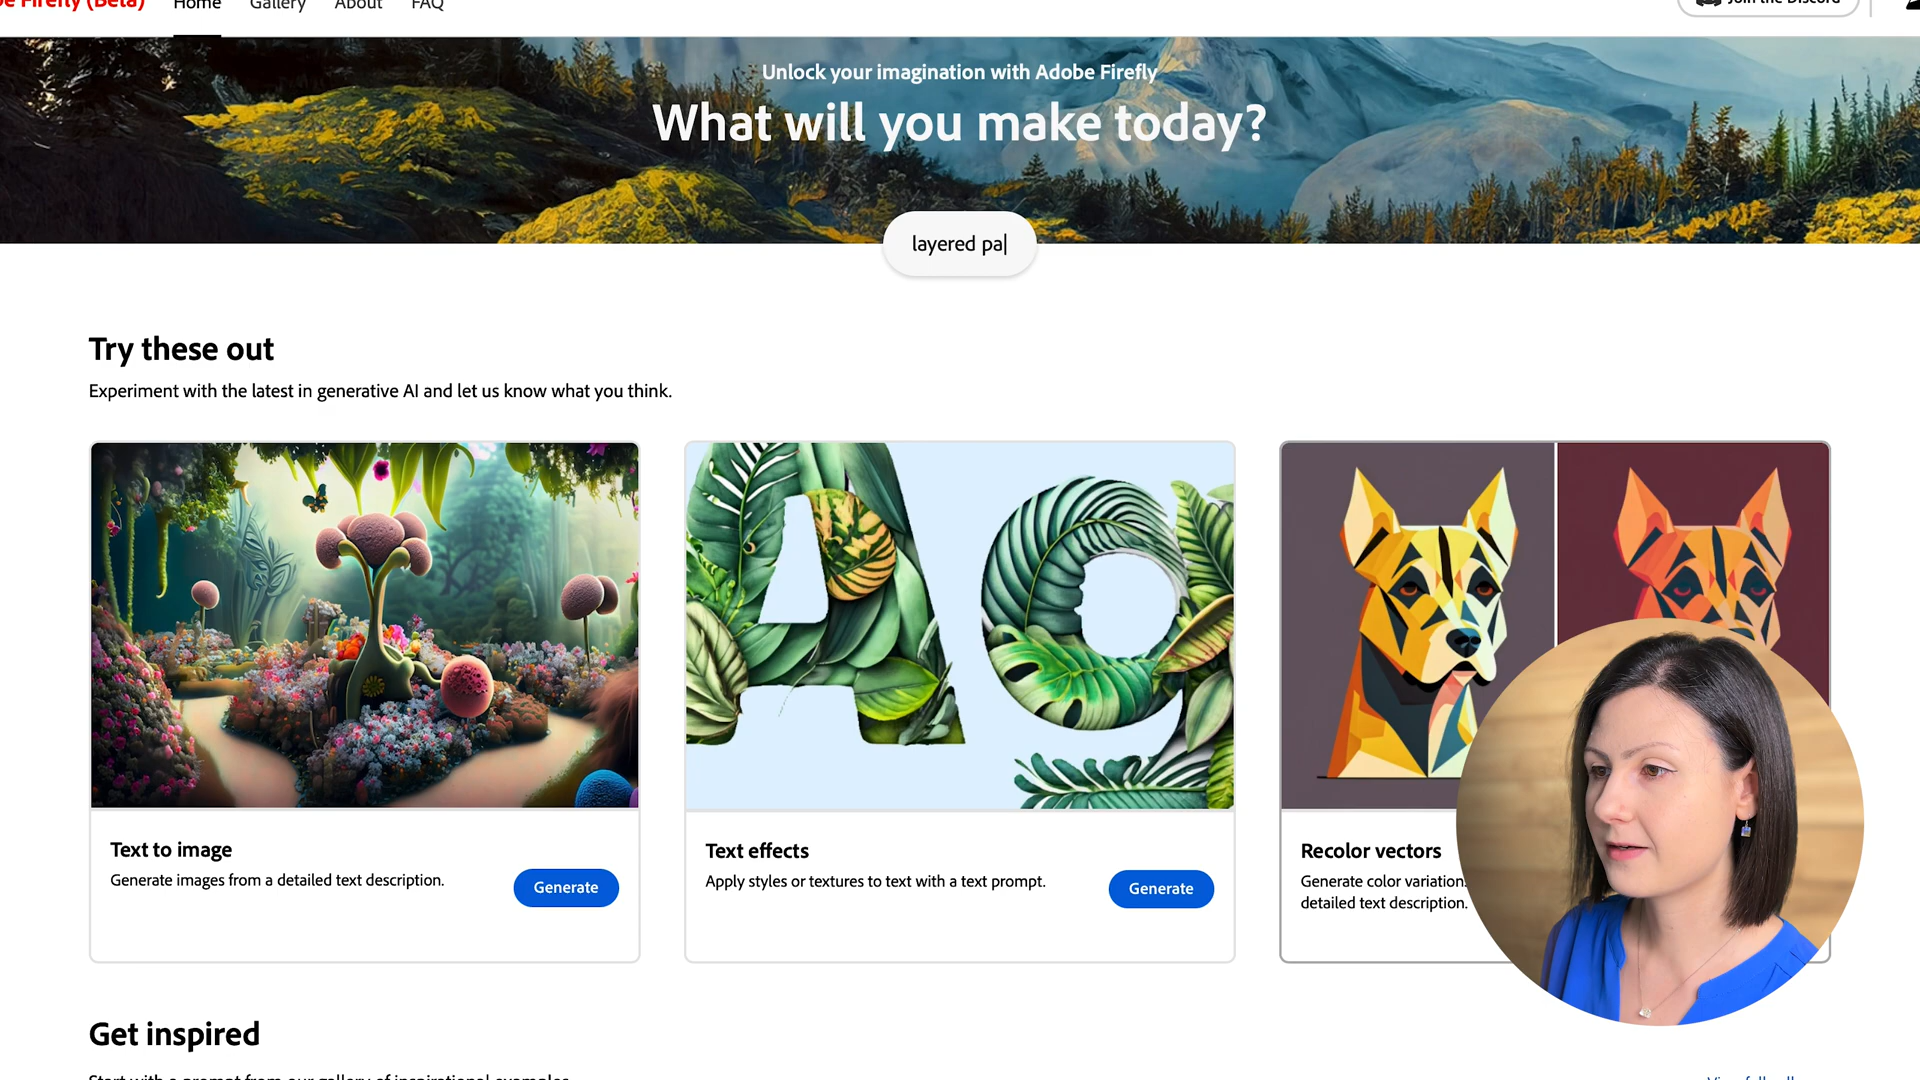 Firefly (Beta)
Home
Gallery
About
FAQ
Join the Discord
Unlock your imagination with Adobe Firefly
What will you make today?
layered pa
Try these out
Experiment with the latest in generative AI and let us know what you think.
Ag
Text to image
Generate images from a detailed text description.
Generate
Text effects
Apply styles or textures to text with a text prompt.
Generate
Recolor vectors
Generate color variation
detailed text description.
Get inspired
Start with a prompt from our gallery of inspirational examples